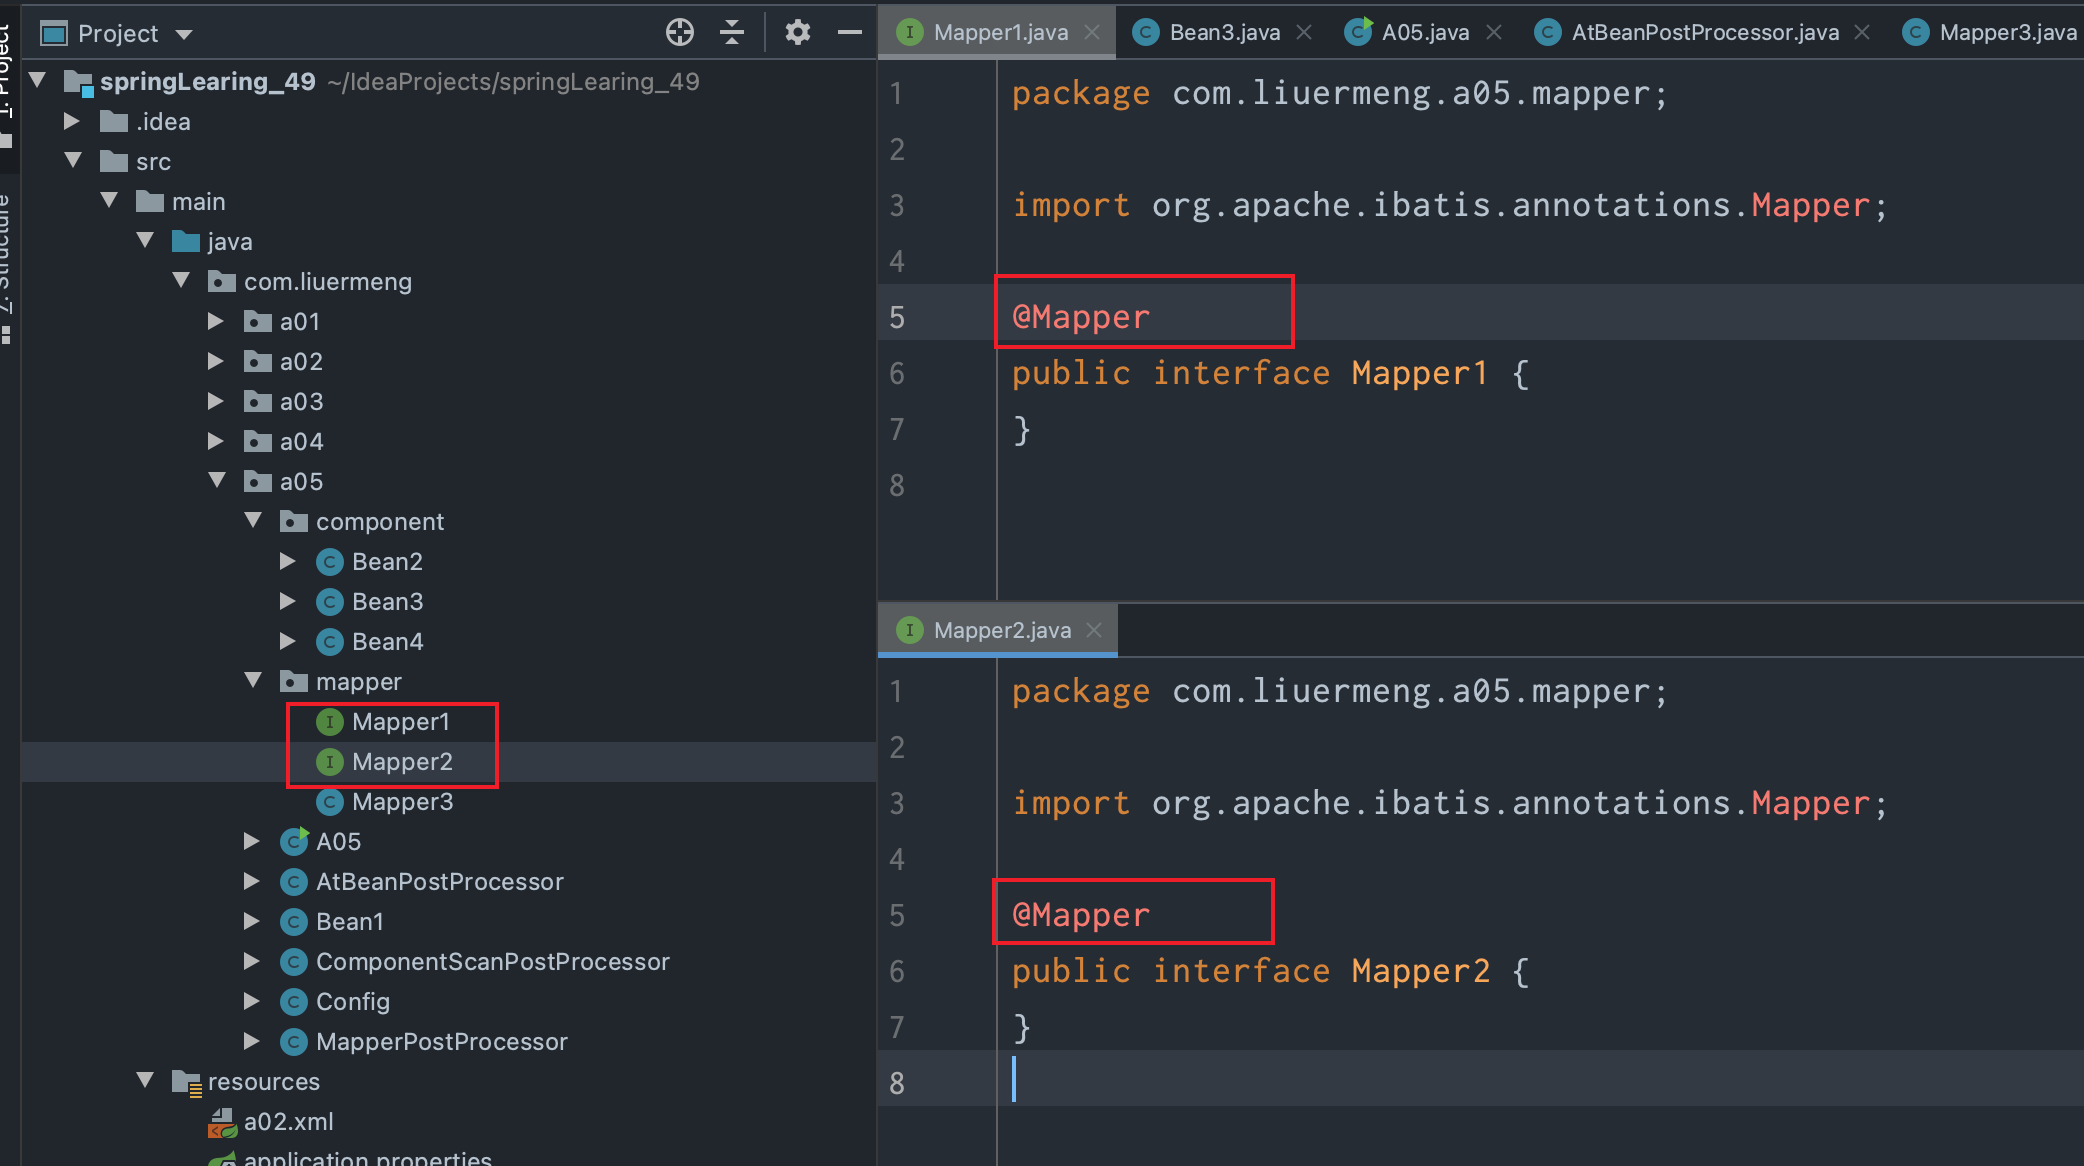 Project
1: Project
Z: Structure
springLearing_49 ~/IdeaProjects/springLearing_49
.idea
src
main
java
com.liuermeng
a01
a02
a03
a04
a05
component
Bean2
Bean3
Bean4
mapper
Mapper1
Mapper2
Mapper3
A05
AtBeanPostProcessor
Bean1
ComponentScanPostProcessor
Config
MapperPostProcessor
resources
a02.xml
application.properties
Mapper1.java Bean3.java A05.java AtBeanPostProcessor.java Mapper3.java
1 package com.liuermeng.a05.mapper;
2
3 import org.apache.ibatis.annotations.Mapper;
4
5 @Mapper
6 public interface Mapper1 {
7 }
8
Mapper2.java
1 package com.liuermeng.a05.mapper;
2
3 import org.apache.ibatis.annotations.Mapper;
4
5 @Mapper
6 public interface Mapper2 {
7 }
8